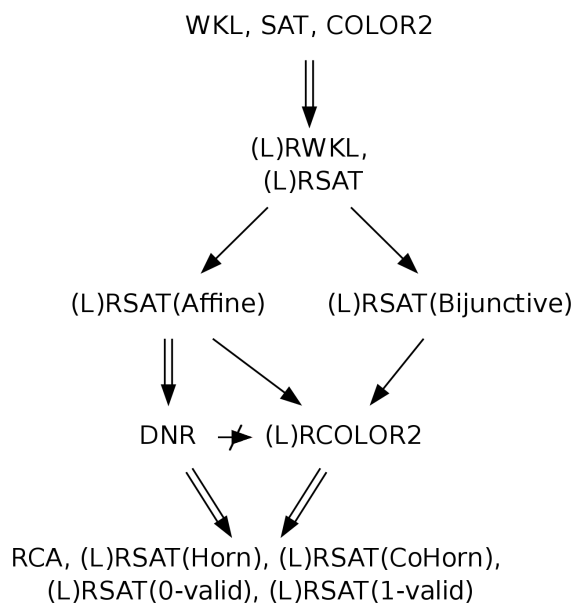 WKL, SAT, COLOR2
(L)RWKL,
(L)RSAT
(L)RSAT(Affine) (L)RSAT(Bijunctive)
DNR (L)RCOLOR2
RCA, (L)RSAT(Horn), (L)RSAT(CoHorn),
(L)RSAT(0-valid), (L)RSAT(1-valid)